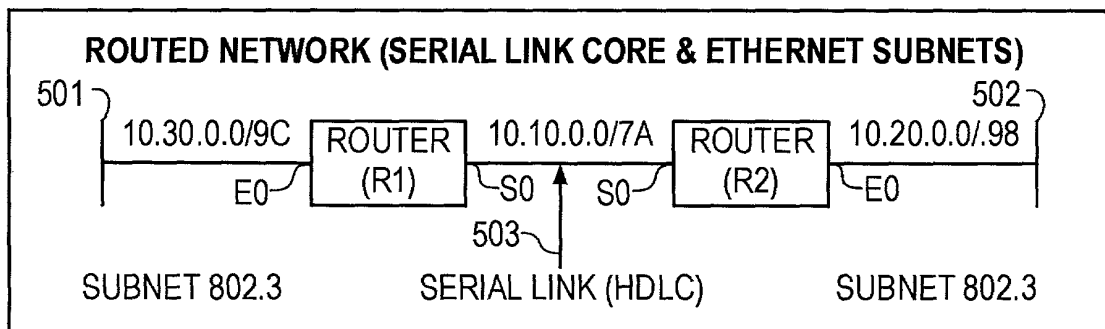 ROUTED NETWORK (SERIAL LINK CORE & ETHERNET SUBNETS)
501
502
10.30.0.0/9C
ROUTER
(R1)
10.10.0.0/7A
ROUTER
(R2)
10.20.0.0/.98
E0
S0
S0
E0
503
SUBNET 802.3
SERIAL LINK (HDLC)
SUBNET 802.3